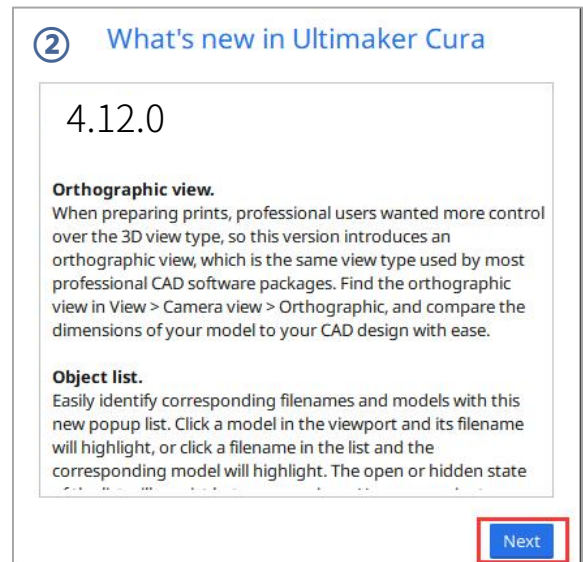 ② What's new in Ultimaker Cura
4.12.0
Orthographic view.
When preparing prints, professional users wanted more control
over the 3D view type, so this version introduces an
orthographic view, which is the same view type used by most
professional CAD software packages. Find the orthographic
view in View > Camera view > Orthographic, and compare the
dimensions of your model to your CAD design with ease.
Object list.
Easily identify corresponding filenames and models with this
new popup list. Click a model in the viewport and its filename
will highlight, or click a filename in the list and the
corresponding model will highlight. The open or hidden state
Next